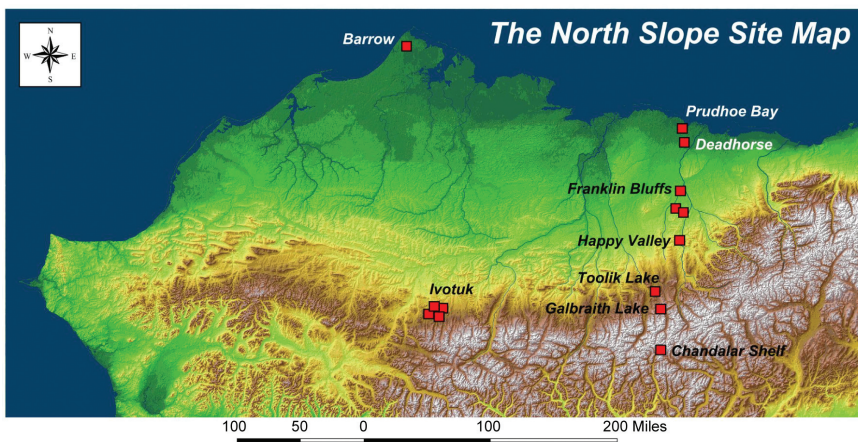 The North Slope Site Map
N
W E
S
Barrow
Prudhoe Bay
Deadhorse
Franklin Bluffs
Happy Valley
Toolik Lake
Ivotuk
Galbraith Lake
Chandalar Shelf
100 50 0 100 200 Miles